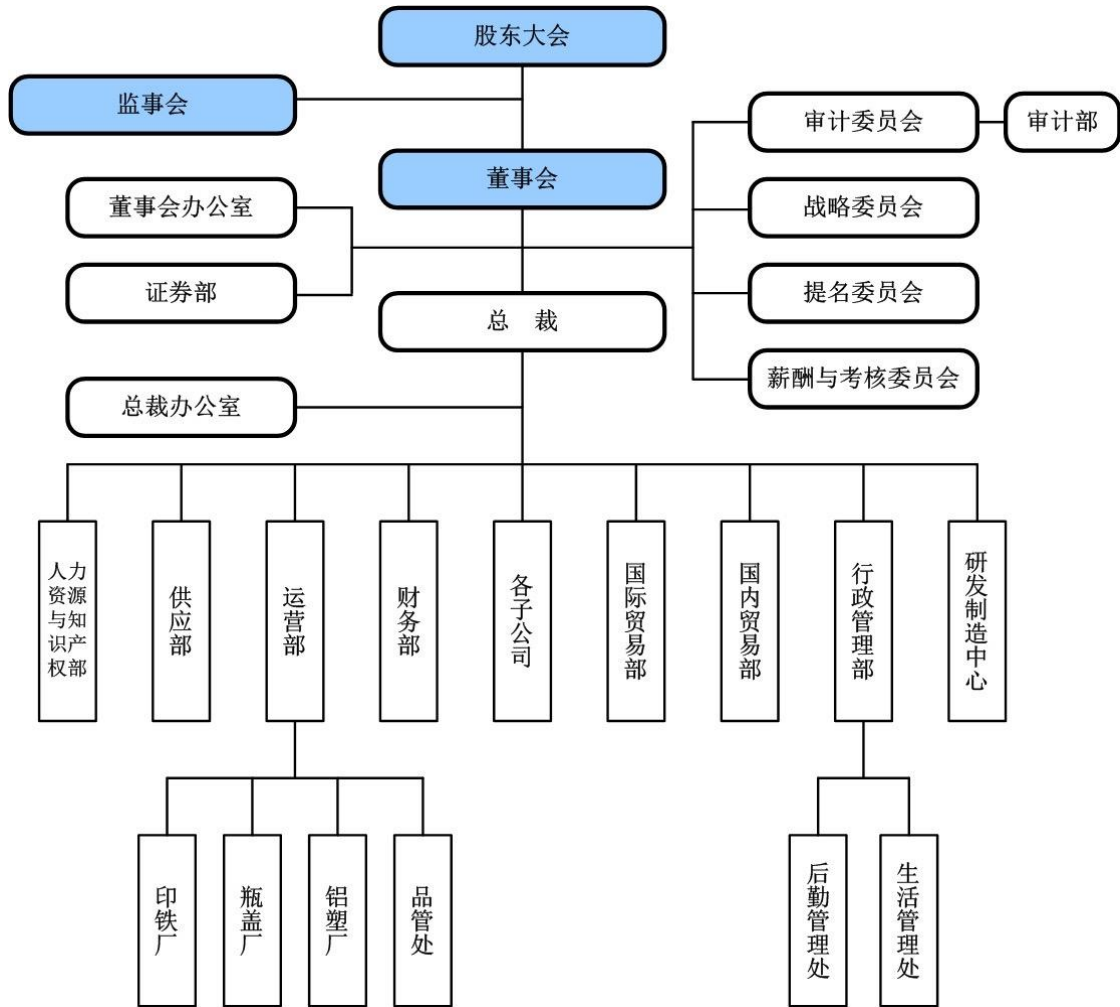 股东大会
监事会
审计委员会
审计部
董事会
董事会办公室
战略委员会
证券部
提名委员会
总 裁
薪酬与考核委员会
总裁办公室
人力
资源
与知
识产
权部
供应部
运营部
财务部
各子公司
国际贸易部
国内贸易部
行政管理部
研发制造中心
印铁厂
瓶盖厂
铝塑厂
品管处
后勤管理处
生活管理处